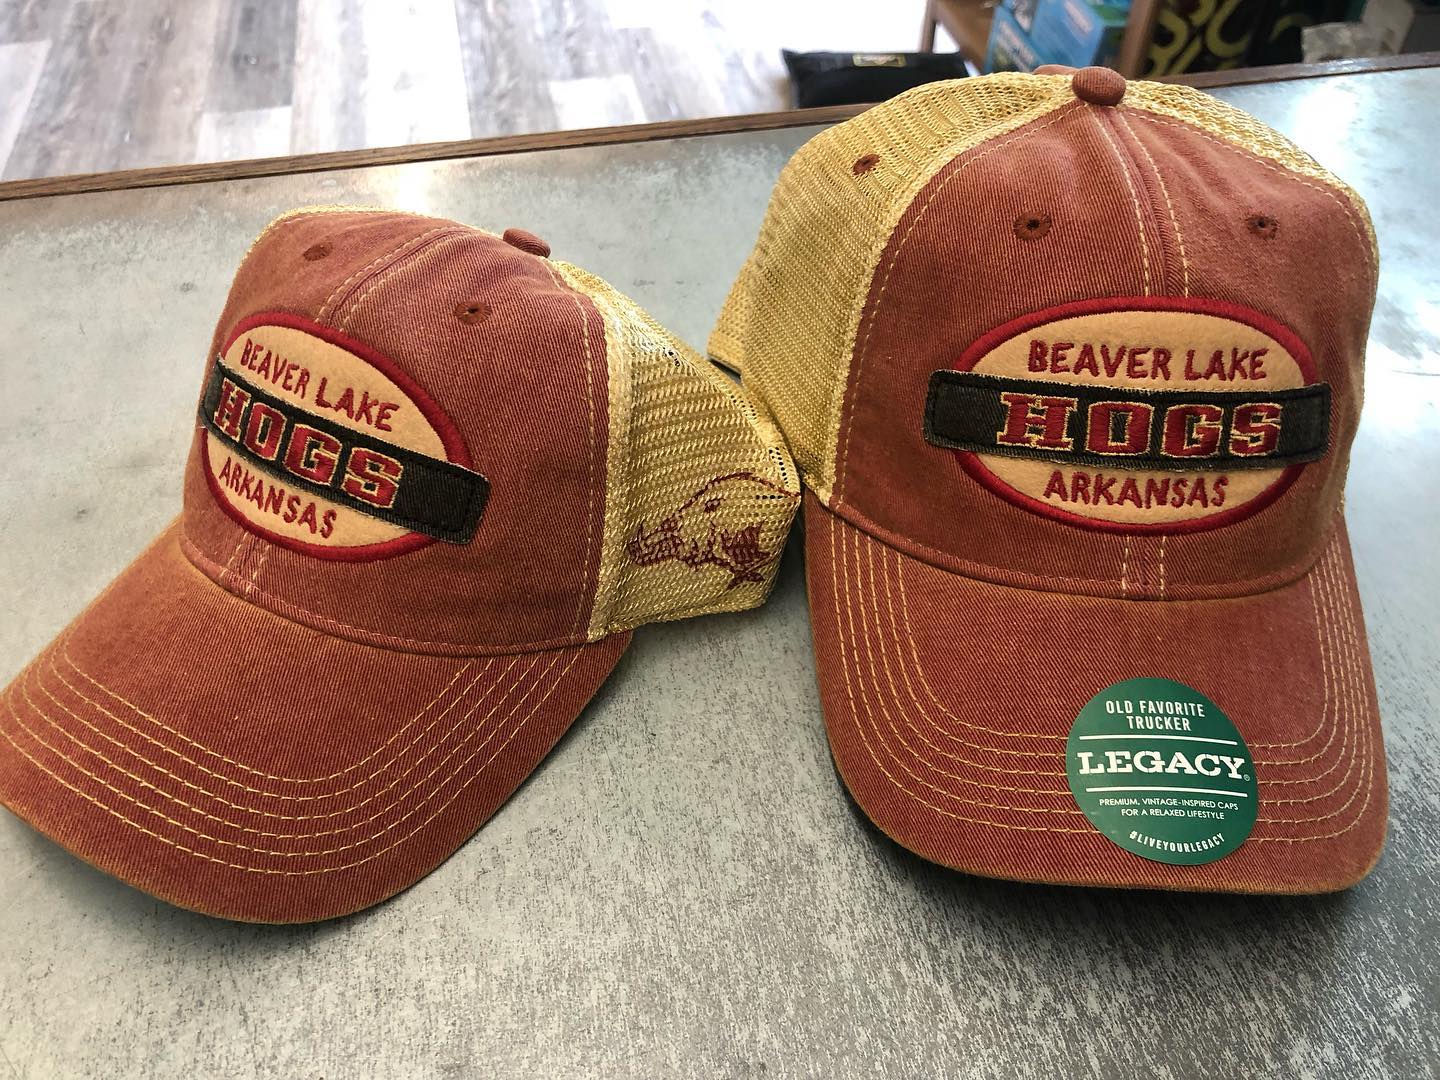 BEAVER LAKE
HOGS
ARKANSAS
BEAVER LAKE
HOGS
ARKANSAS
OLD FAVORITE
TRUCKER
LEGACY®
PREMIUM, VINTAGE-INSPIRED CAPS
FOR A RELAXED LIFESTYLE
#LIVEYOURLEGACY